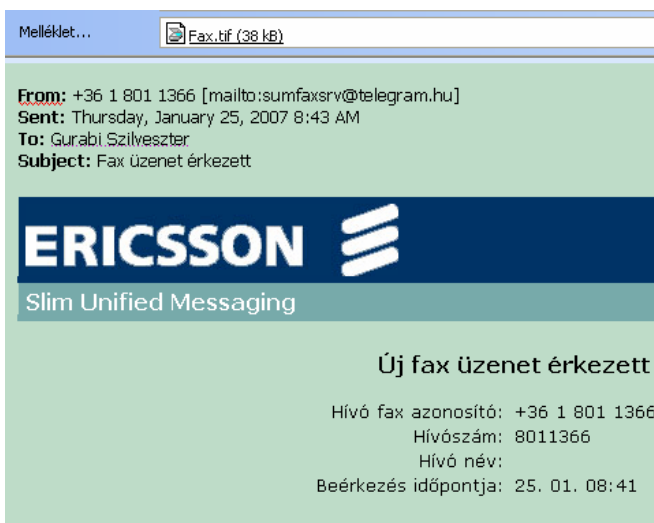 Melléklet...
Fax.tif (38 kB)
From: +36 1 801 1366 [mailto:sumfaxsrv@telegram.hu]
Sent: Thursday, January 25, 2007 8:43 AM
To: Gurabi Szilveszter
Subject: Fax üzenet érkezett
ERICSSON
Slim Unified Messaging
Új fax üzenet érkezett
Hívó fax azonosító: +36 1 801 1366
Hívószám: 8011366
Hívó név:
Beérkezés időpontja: 25. 01. 08:41